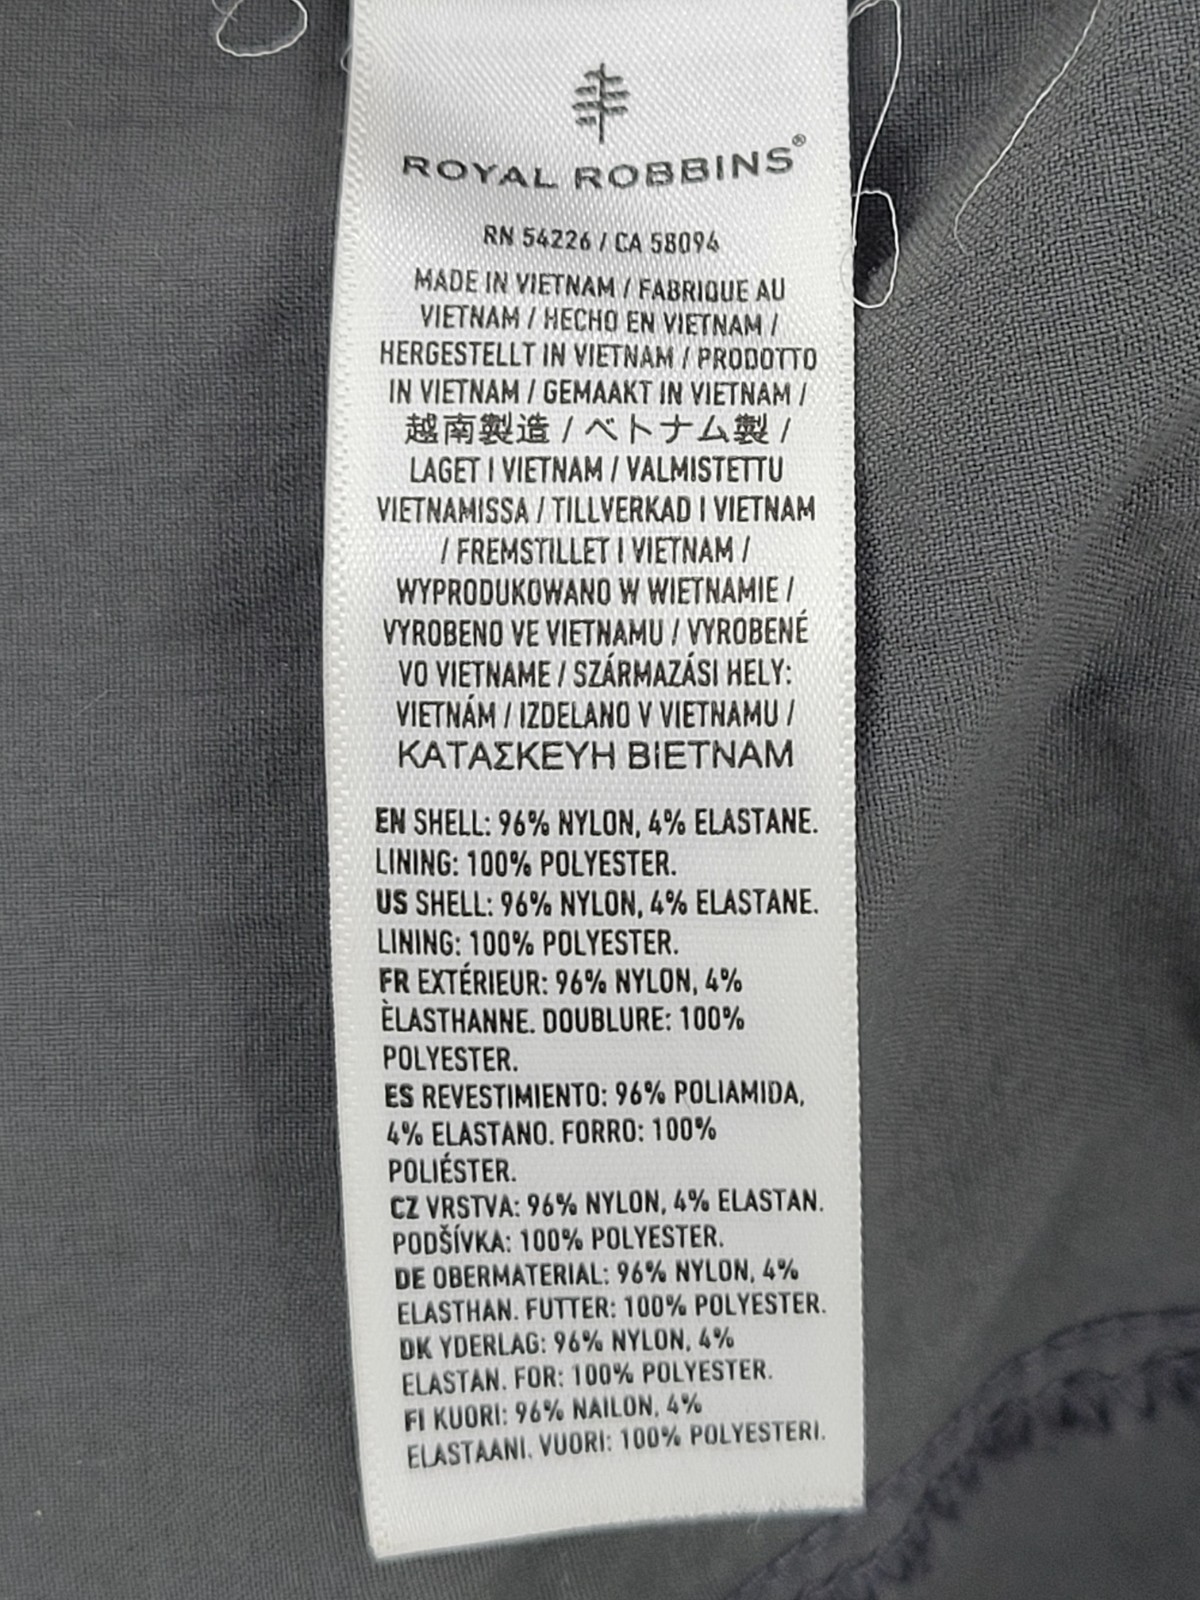 ROYAL ROBBINS®
RN 54226 / CA 58094
MADE IN VIETNAM / FABRIQUE AU
VIETNAM / HECHO EN VIETNAM /
HERGESTELLT IN VIETNAM / PRODOTTO
IN VIETNAM / GEMAAKT IN VIETNAM /
越南製造 / ベトナム製 /
LAGET I VIETNAM / VALMISTETTU
VIETNAMISSA / TILLVERKAD I VIETNAM
/ FREMSTILLET I VIETNAM /
WYPRODUKOWANO W WIETNAMIE /
VYROBENO VE VIETNAMU / VYROBENÉ
VO VIETNAME / SZÁRMAZÁSI HELY:
VIETNÁM / IZDELANO V VIETNAMU /
ΚΑΤΑΣΚΕΥΗ ΒΙΕΤΝΑΜ
EN SHELL: 96% NYLON, 4% ELASTANE.
LINING: 100% POLYESTER.
US SHELL: 96% NYLON, 4% ELASTANE.
LINING: 100% POLYESTER.
FR EXTÉRIEUR: 96% NYLON, 4%
ÈLASTHANNE. DOUBLURE: 100%
POLYESTER.
ES REVESTIMIENTO: 96% POLIAMIDA,
4% ELASTANO. FORRO: 100%
POLIÉSTER.
CZ VRSTVA: 96% NYLON, 4% ELASTAN.
PODŠÍVKA: 100% POLYESTER.
DE OBERMATERIAL: 96% NYLON, 4%
ELASTHAN. FUTTER: 100% POLYESTER.
DK YDERLAG: 96% NYLON, 4%
ELASTAN. FOR: 100% POLYESTER.
FI KUORI: 96% NAILON, 4%
ELASTAANI. VUORI: 100% POLYESTERI.